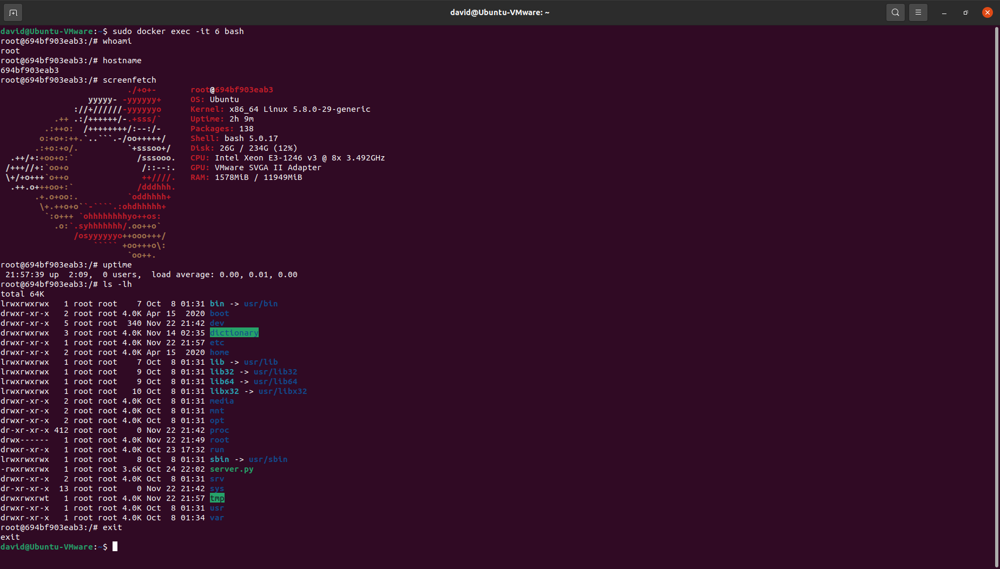 david@Ubuntu-VMware: ~
david@Ubuntu-VMware:~$ sudo docker exec -it 6 bash
root@694bf903eab3:/# whoami
root
root@694bf903eab3:/# hostname
694bf903eab3
root@694bf903eab3:/# screenfetch
                          ./+o+-       root@694bf903eab3
                  yyyyy- -yyyyyy+      OS: Ubuntu
               ://+//////-yyyyyyo      Kernel: x86_64 Linux 5.8.0-29-generic
           .++ .:/++++++/-.+sss/`      Uptime: 2h 9m
         .:++o:  /++++++++/:--:/-      Packages: 138
        o:+o+:++.`..```.-/oo+++++/     Shell: bash 5.0.17
       .:+o:+o/.          `+sssoo+/    Disk: 26G / 234G (12%)
  .++/+:+oo+o:`             /sssooo.   CPU: Intel Xeon E3-1246 v3 @ 8x 3.492GHz
 /+++//+:`oo+o               /::--:.   GPU: VMware SVGA II Adapter
 \+/+o+++`o++o               ++////.   RAM: 1578MiB / 11949MiB
  .++.o+++oo+:`             /dddhhh.
       .+.o+oo:.          `oddhhhh+
        \+.++o+o``-````.:ohdhhhhh+
         `:o+++ `ohhhhhhhhyo++os:
           .o:`.syhhhhhhh/.oo++o`
               /osyyyyyyo++ooo+++/
                   ````` +oo+++o\:
                          `oo++.
root@694bf903eab3:/# uptime
 21:57:39 up  2:09,  0 users,  load average: 0.00, 0.01, 0.00
root@694bf903eab3:/# ls -lh
total 64K
lrwxrwxrwx   1 root root    7 Oct  8 01:31 bin -> usr/bin
drwxr-xr-x   2 root root 4.0K Apr 15  2020 boot
drwxr-xr-x   5 root root  340 Nov 22 21:42 dev
drwxrwxrwx   3 root root 4.0K Nov 14 02:35 dictionary
drwxr-xr-x   1 root root 4.0K Nov 22 21:57 etc
drwxr-xr-x   2 root root 4.0K Apr 15  2020 home
lrwxrwxrwx   1 root root    7 Oct  8 01:31 lib -> usr/lib
lrwxrwxrwx   1 root root    9 Oct  8 01:31 lib32 -> usr/lib32
lrwxrwxrwx   1 root root    9 Oct  8 01:31 lib64 -> usr/lib64
lrwxrwxrwx   1 root root   10 Oct  8 01:31 libx32 -> usr/libx32
drwxr-xr-x   2 root root 4.0K Oct  8 01:31 media
drwxr-xr-x   2 root root 4.0K Oct  8 01:31 mnt
drwxr-xr-x   2 root root 4.0K Oct  8 01:31 opt
dr-xr-xr-x 412 root root    0 Nov 22 21:42 proc
drwx------   1 root root 4.0K Nov 22 21:49 root
drwxr-xr-x   1 root root 4.0K Oct 23 17:32 run
lrwxrwxrwx   1 root root    8 Oct  8 01:31 sbin -> usr/sbin
-rwxrwxrwx   1 root root 3.6K Oct 24 22:02 server.py
drwxr-xr-x   2 root root 4.0K Oct  8 01:31 srv
dr-xr-xr-x  13 root root    0 Nov 22 21:42 sys
drwxrwxrwt   1 root root 4.0K Nov 22 21:57 tmp
drwxr-xr-x   1 root root 4.0K Oct  8 01:31 usr
drwxr-xr-x   1 root root 4.0K Oct  8 01:34 var
root@694bf903eab3:/# exit
exit
david@Ubuntu-VMware:~$